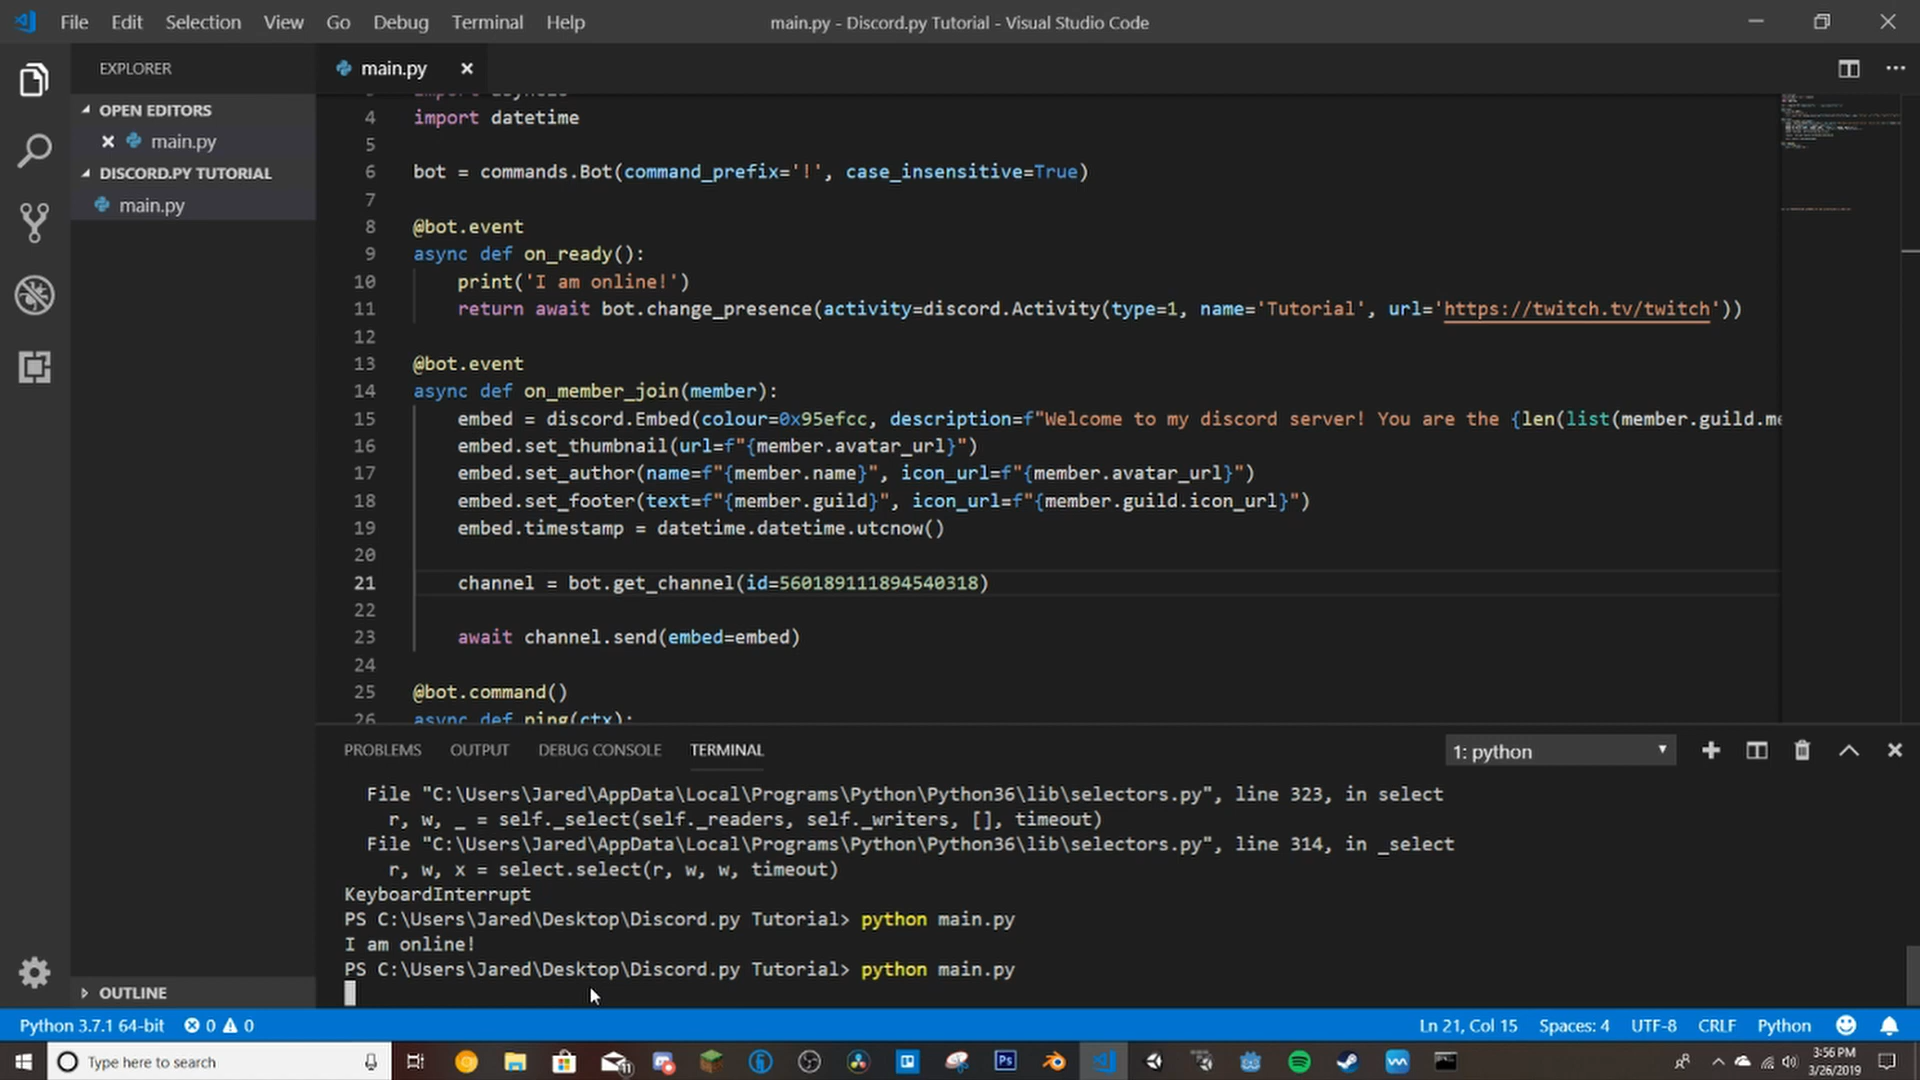 File Edit Selection View Go Debug Terminal Help
main.py - Discord.py Tutorial - Visual Studio Code
EXPLORER
OPEN EDITORS
main.py
DISCORD.PY TUTORIAL
main.py
OUTLINE
main.py
4 import datetime
5
6 bot = commands.Bot(command_prefix='!', case_insensitive=True)
7
8 @bot.event
9 async def on_ready():
10 print('I am online!')
11 return await bot.change_presence(activity=discord.Activity(type=1, name='Tutorial', url='https://twitch.tv/twitch'))
12
13 @bot.event
14 async def on_member_join(member):
15 embed = discord.Embed(colour=0x95efcc, description=f"Welcome to my discord server! You are the {len(list(member.guild.me
16 embed.set_thumbnail(url=f"{member.avatar_url}")
17 embed.set_author(name=f"{member.name}", icon_url=f"{member.avatar_url}")
18 embed.set_footer(text=f"{member.guild}", icon_url=f"{member.guild.icon_url}")
19 embed.timestamp = datetime.datetime.utcnow()
20
21 channel = bot.get_channel(id=560189111894540318)
22
23 await channel.send(embed=embed)
24
25 @bot.command()
26 async def ping(ctx):
PROBLEMS OUTPUT DEBUG CONSOLE TERMINAL
1: python
File "C:\Users\Jared\AppData\Local\Programs\Python\Python36\lib\selectors.py", line 323, in select
r, w, _ = self._select(self._readers, self._writers, [], timeout)
File "C:\Users\Jared\AppData\Local\Programs\Python\Python36\lib\selectors.py", line 314, in _select
r, w, x = select.select(r, w, w, timeout)
KeyboardInterrupt
PS C:\Users\Jared\Desktop\Discord.py Tutorial> python main.py
I am online!
PS C:\Users\Jared\Desktop\Discord.py Tutorial> python main.py
Python 3.7.1 64-bit 0 0 Ln 21, Col 15 Spaces: 4 UTF-8 CRLF Python
Type here to search
11
Ps
3:56 PM
3/26/2019